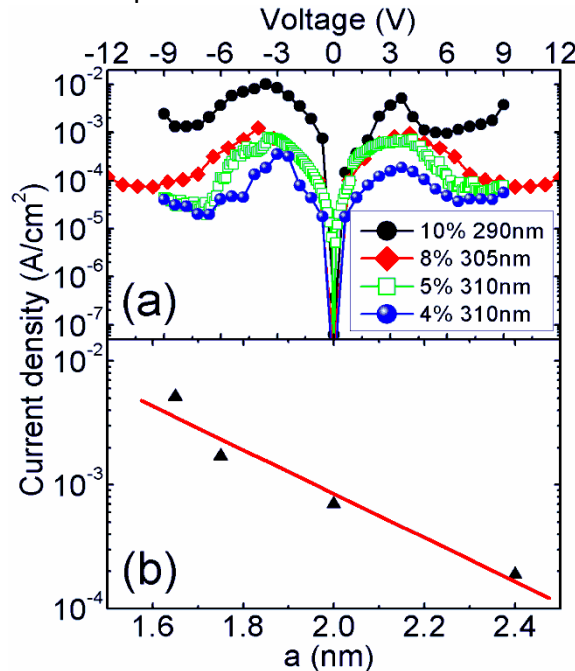 Voltage (V)
-12 -9 -6 -3 0 3 6 9 12
Current density (A/cm²)
10⁻²
10⁻³
10⁻⁴
10⁻⁵
10⁻⁶
10⁻⁷
(a)
10% 290nm
8% 305nm
5% 310nm
4% 310nm
10⁻²
10⁻³
10⁻⁴
(b)
1.6 1.8 2.0 2.2 2.4
a (nm)